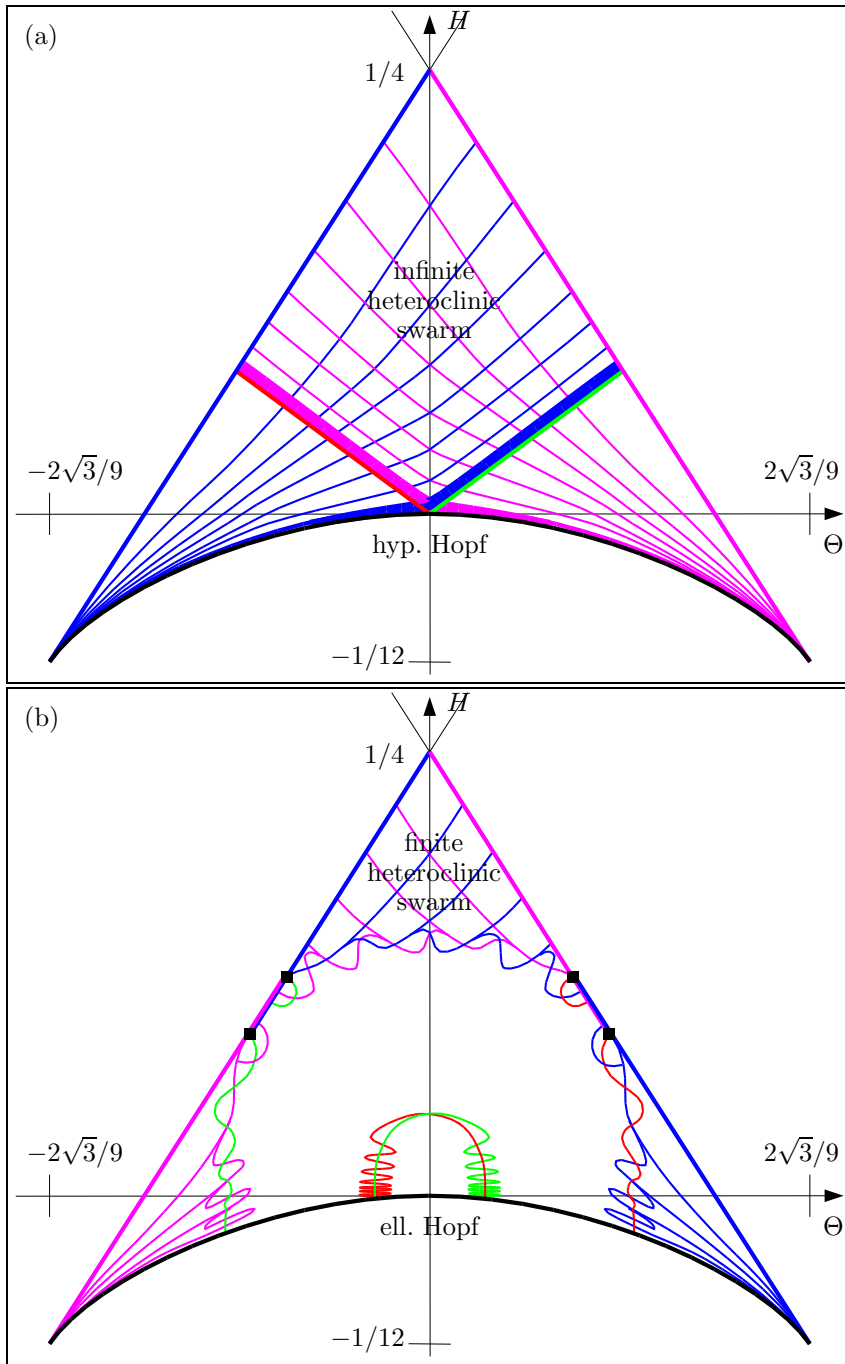 (a)
H
1/4
infinite
heteroclinic
swarm
−2√3/9
2√3/9
hyp. Hopf
Θ
−1/12
(b)
H
1/4
finite
heteroclinic
swarm
−2√3/9
2√3/9
ell. Hopf
Θ
−1/12